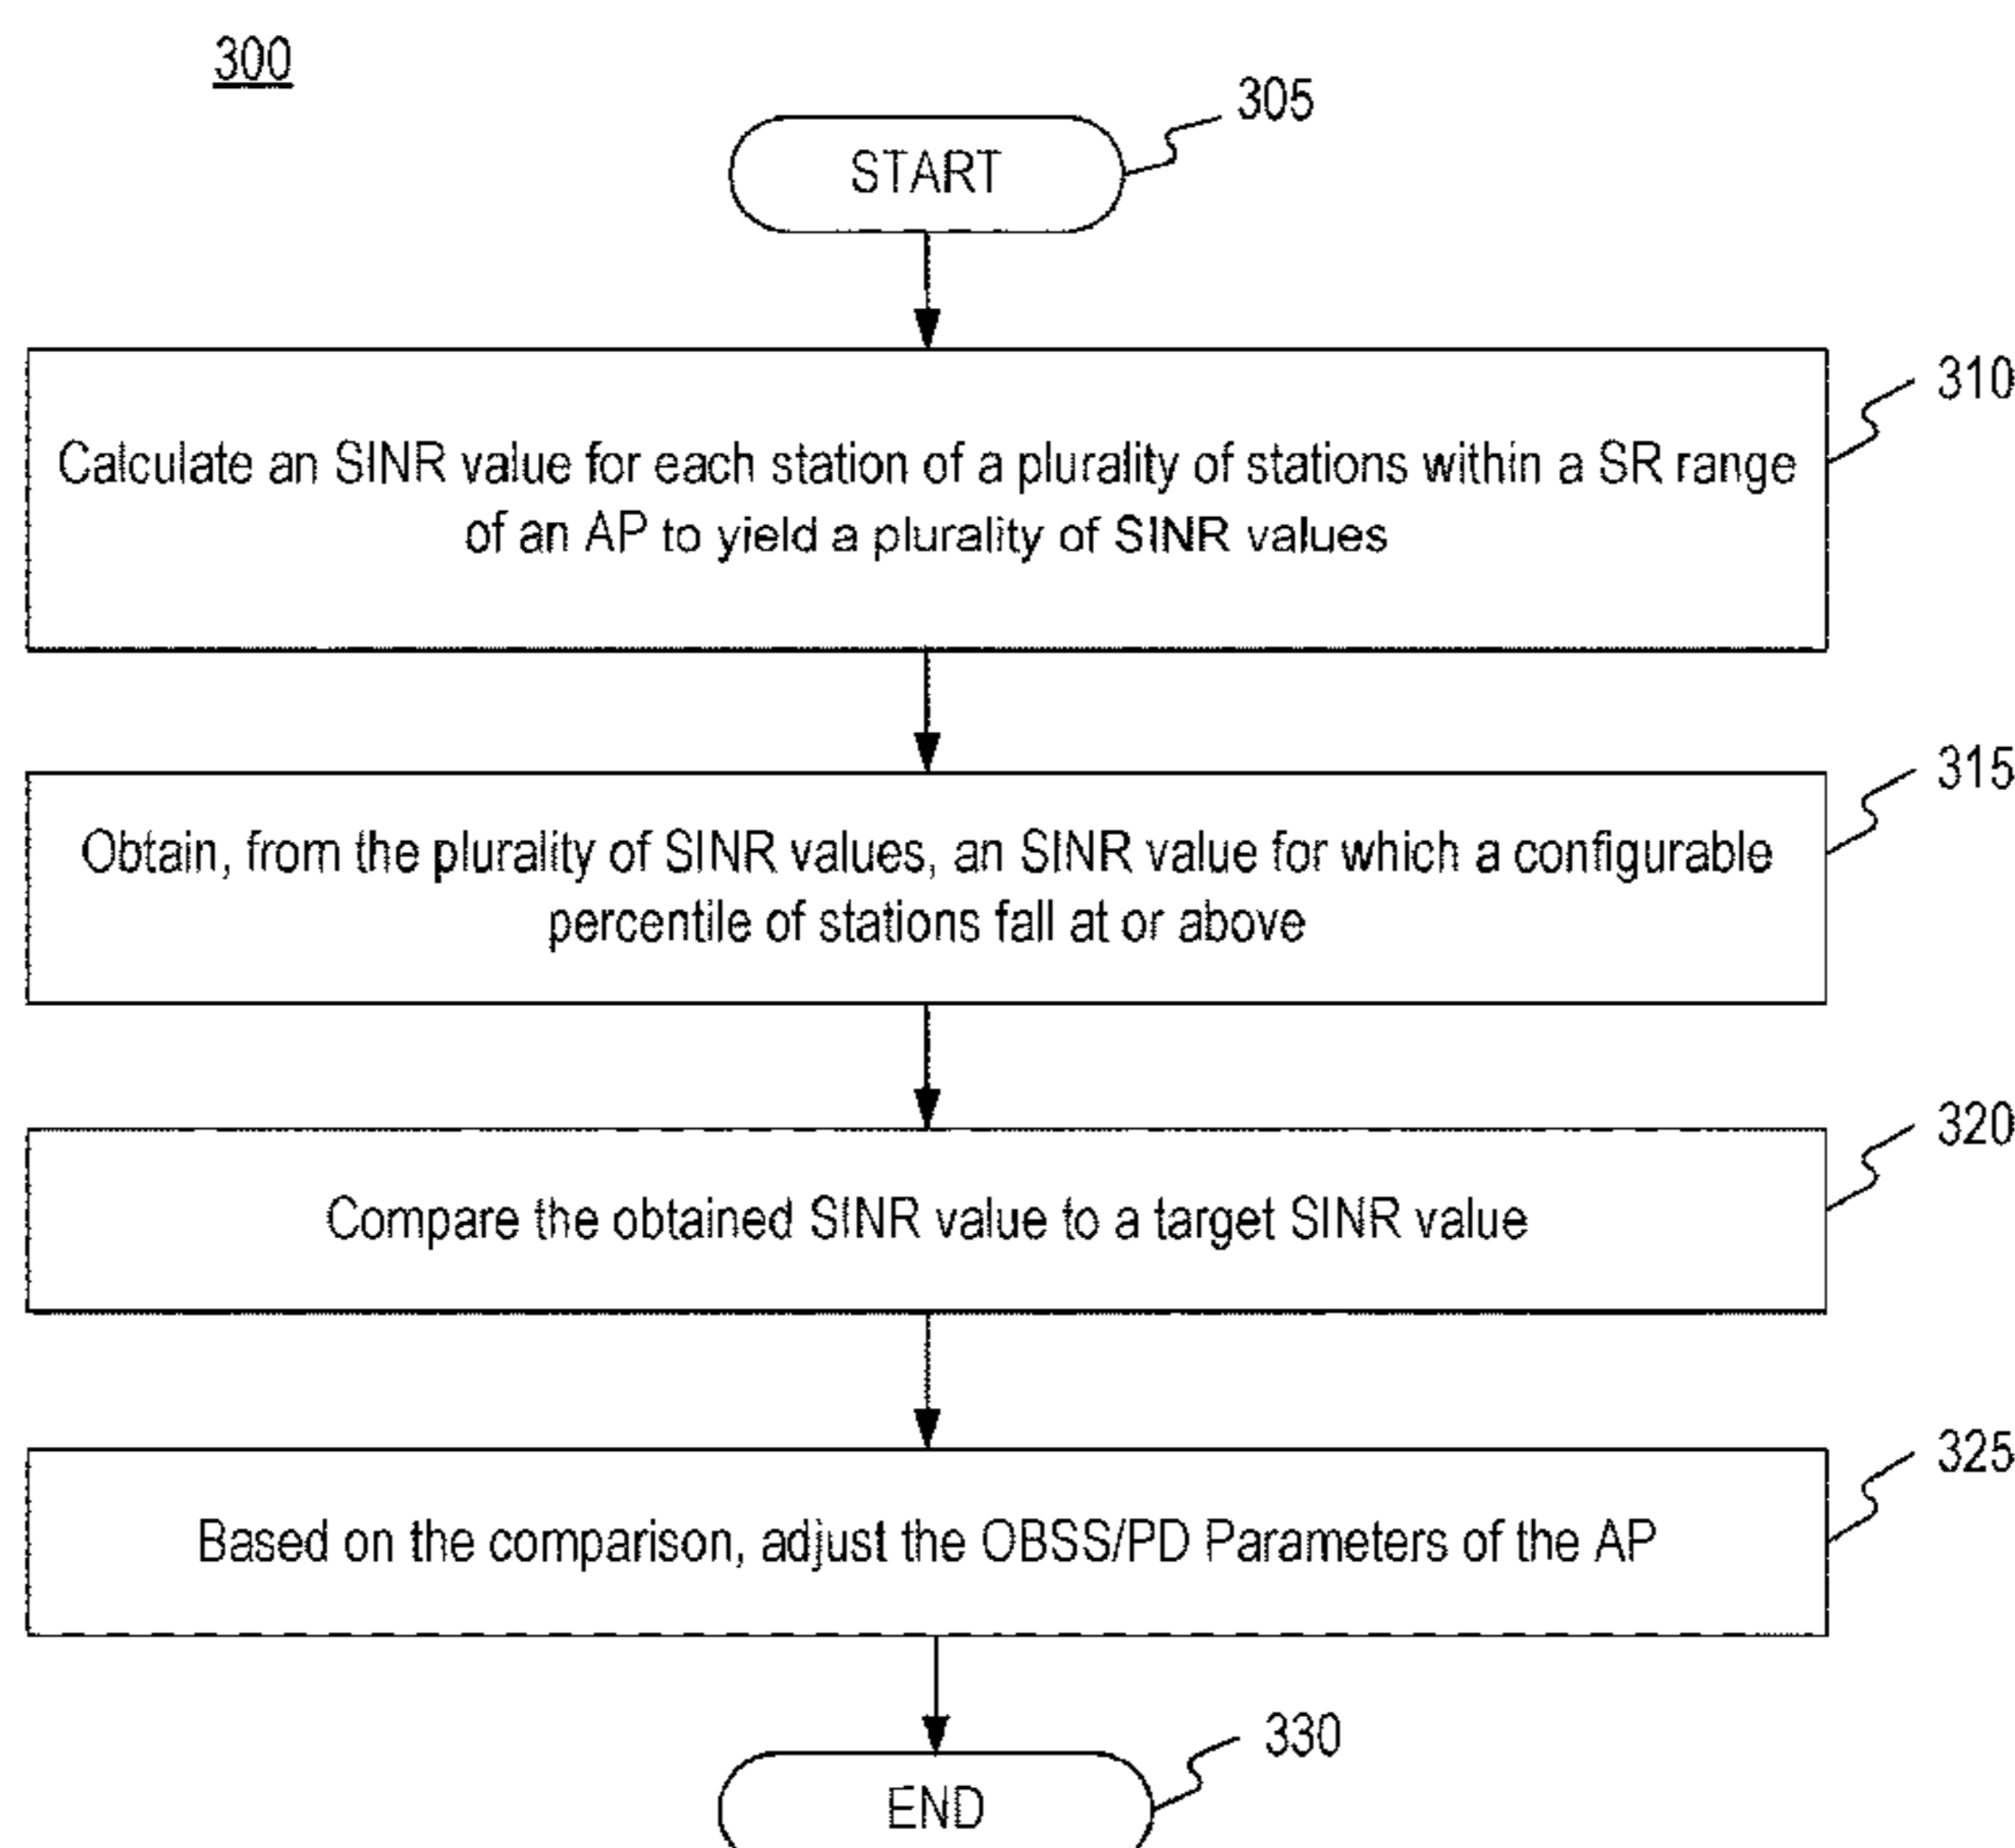 300
305
START
310
Calculate an SINR value for each station of a plurality of stations within a SR range
of an AP to yield a plurality of SINR values
315
Obtain, from the plurality of SINR values, an SINR value for which a configurable
percentile of stations fall at or above
320
Compare the obtained SINR value to a target SINR value
325
Based on the comparison, adjust the OBSS/PD Parameters of the AP
330
END